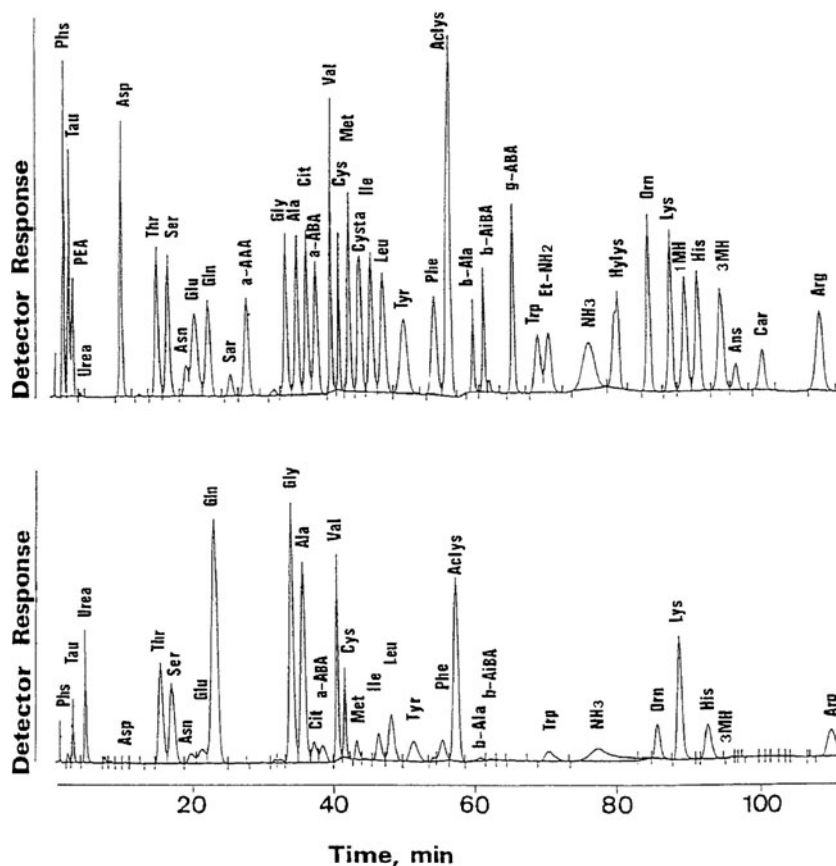 Detector Response
Phs
Tau
PEA
Urea
Asp
Thr
Ser
Asn
Glu
Gln
Sar
a-AAA
Gly
Ala
Cit
a-ABA
Val
Cys
Met
Cysta
Ile
Leu
Tyr
Phe
Aclys
b-Ala
b-AiBA
g-ABA
Trp
Et-NH2
NH3
Hylys
Orn
Lys
1MH
His
3MH
Ans
Car
Arg
Detector Response
Phs
Tau
Urea
Asp
Thr
Ser
Asn
Glu
Gln
Gly
Ala
Cit
a-ABA
Val
Cys
Met
Ile
Leu
Tyr
Phe
Aclys
b-Ala
b-AiBA
Trp
NH3
Orn
Lys
His
3MH
Arg
20 40 60 80 100
Time, min